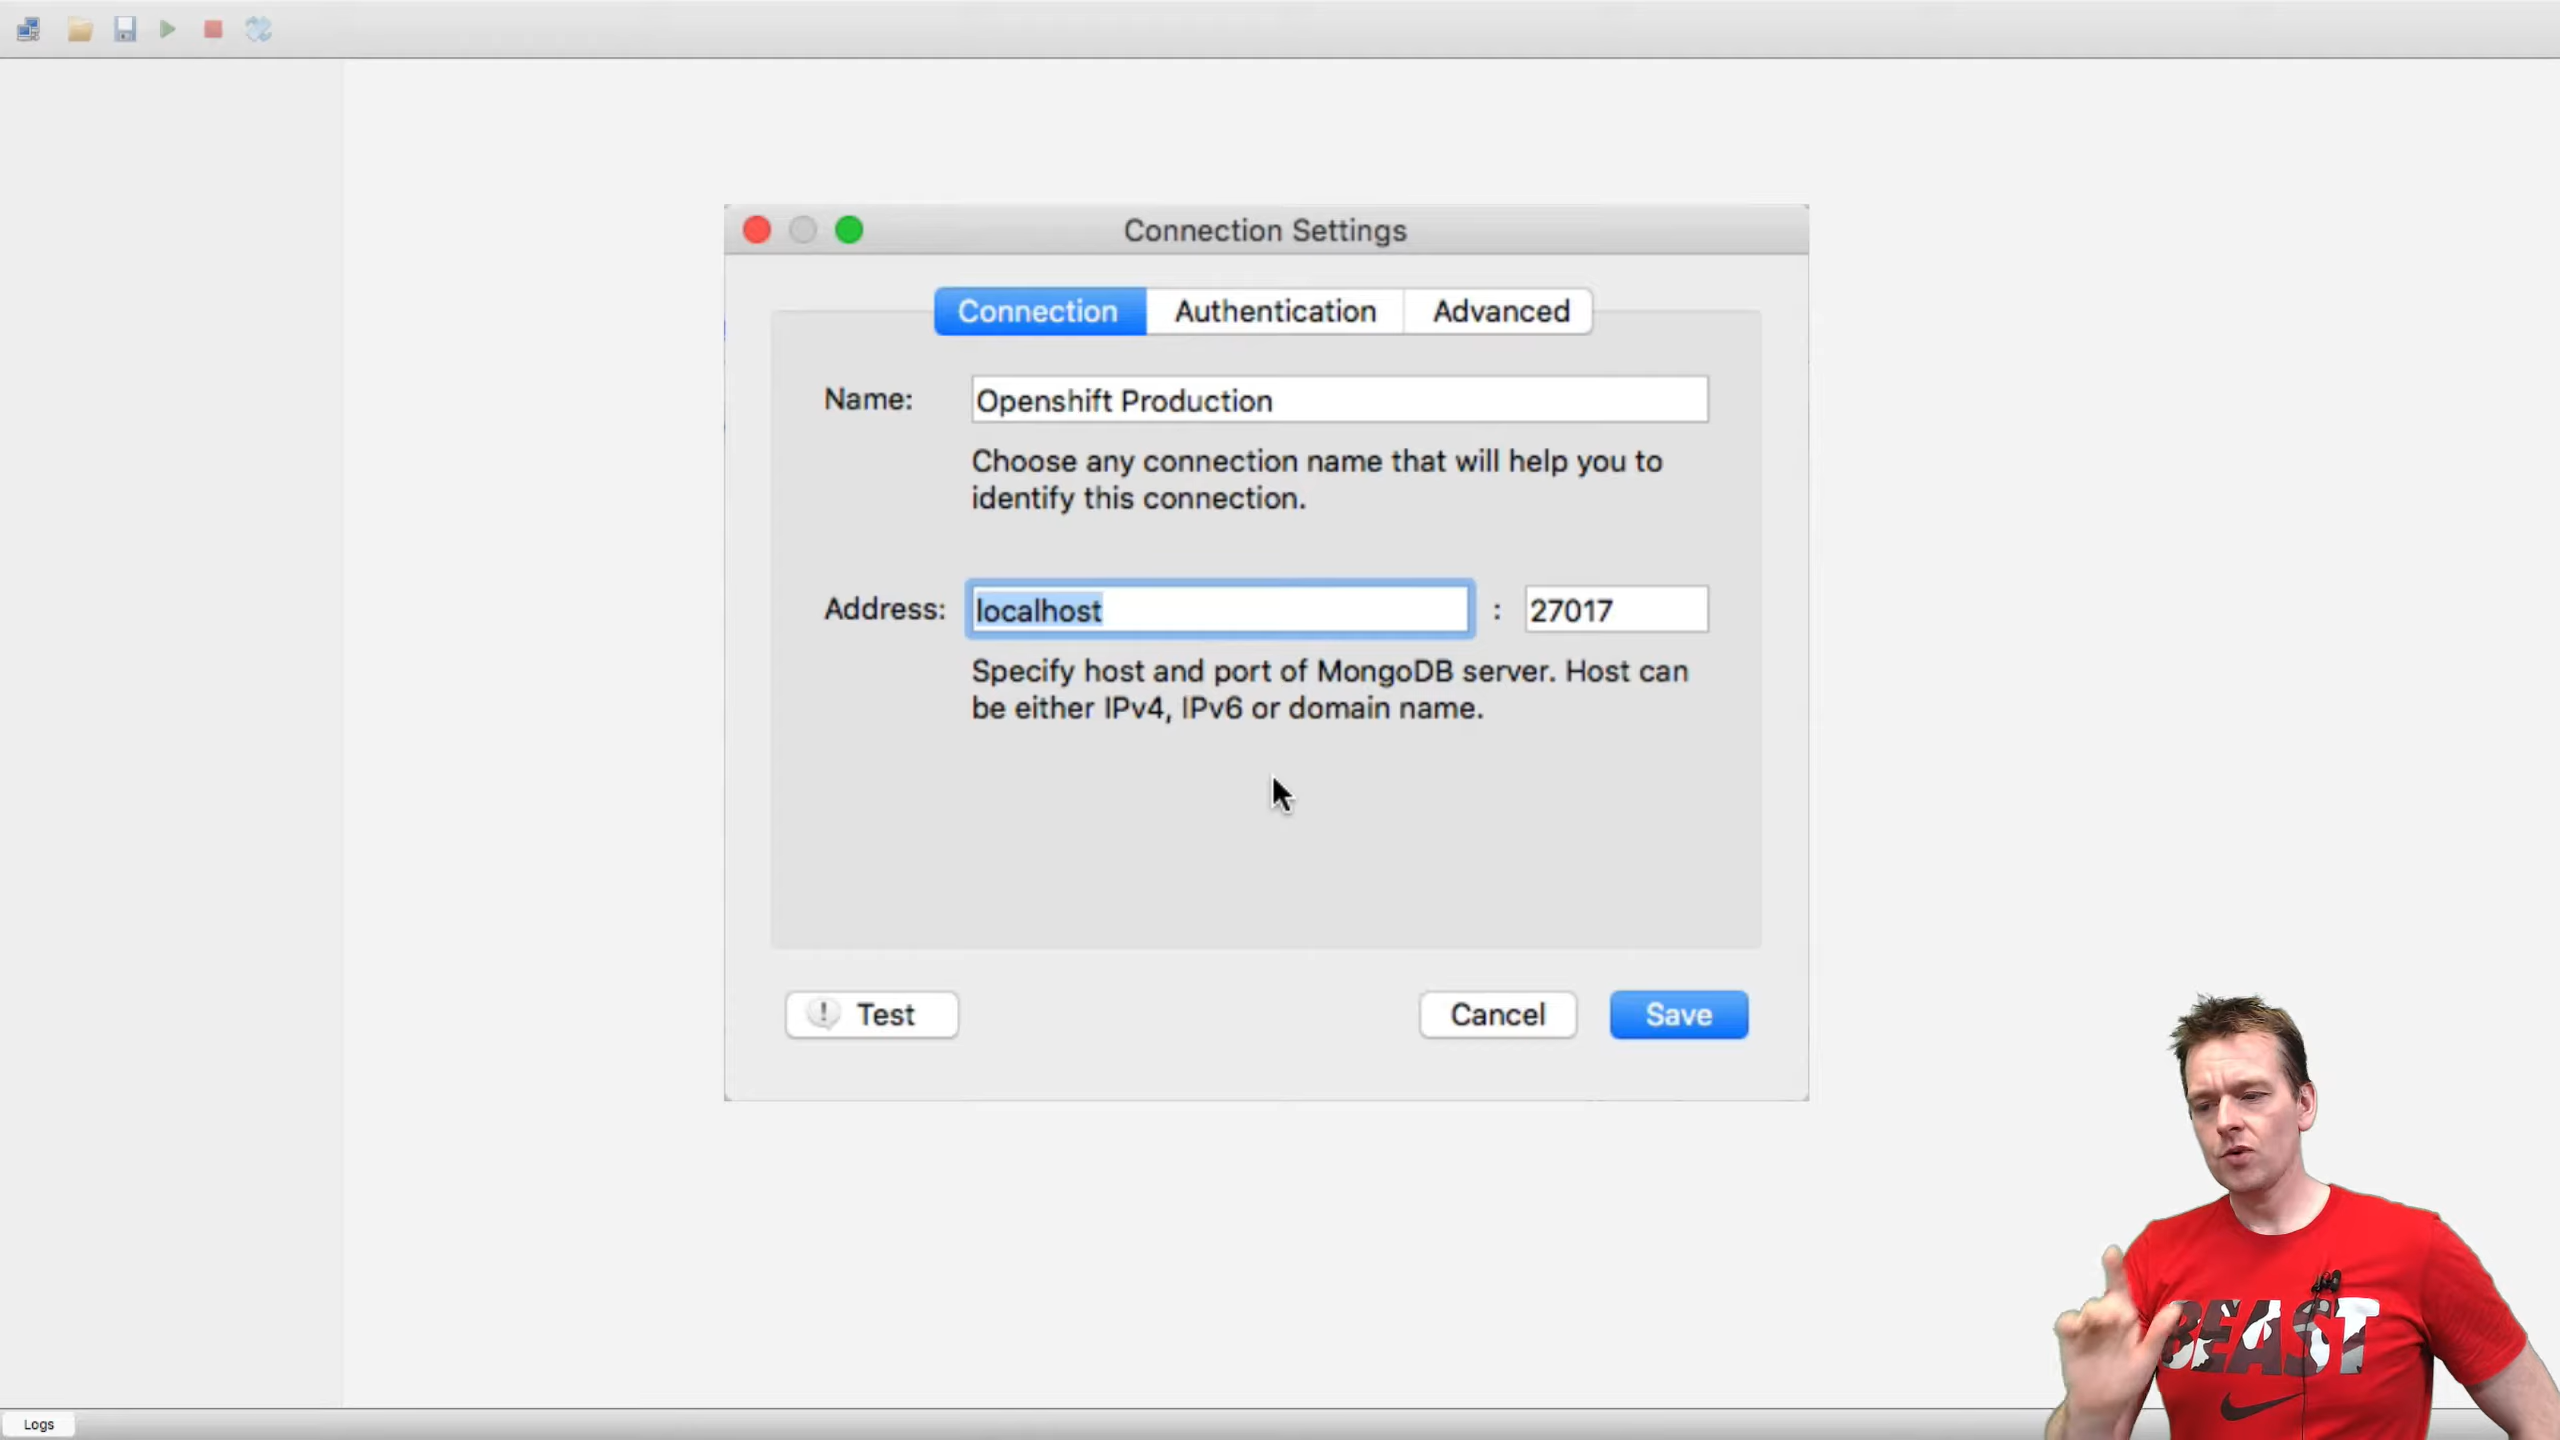 Connection Settings
Connection Authentication Advanced
Name: Openshift Production
Choose any connection name that will help you to
identify this connection.
Address: localhost : 27017
Specify host and port of MongoDB server. Host can
be either IPv4, IPv6 or domain name.
! Test Cancel Save
BEAST
Logs